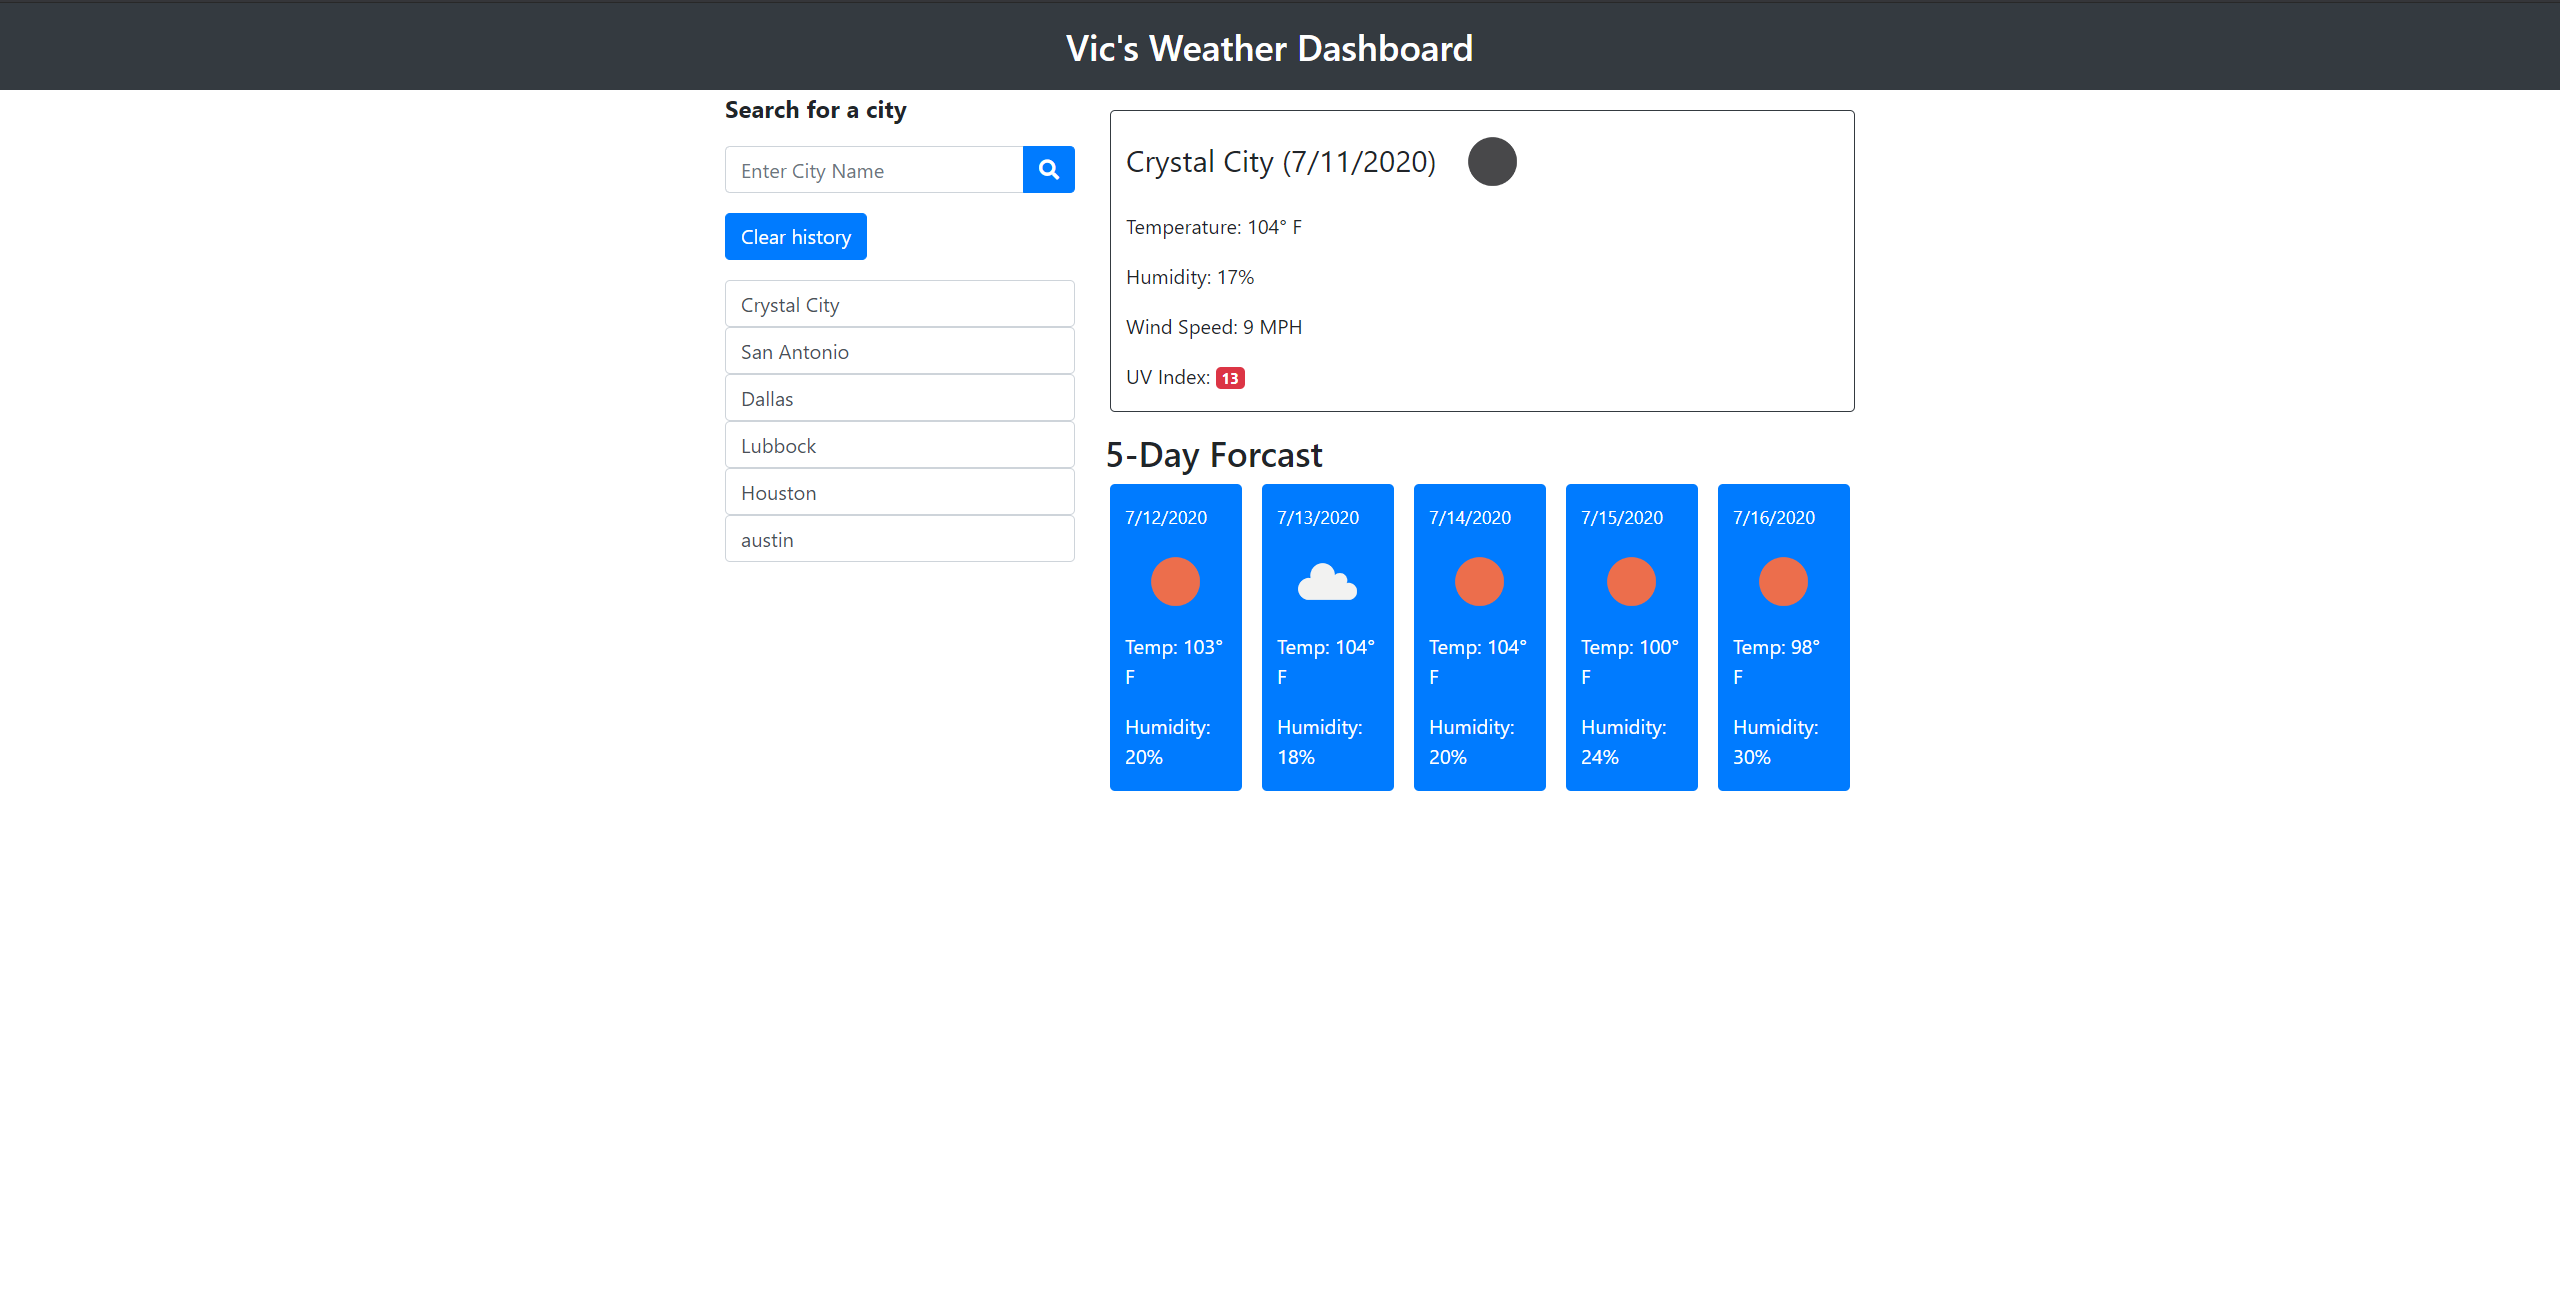 Vic's Weather Dashboard
Search for a city
Enter City Name
Clear history
Crystal City
San Antonio
Dallas
Lubbock
Houston
austin
Crystal City (7/11/2020)
Temperature: 104° F
Humidity: 17%
Wind Speed: 9 MPH
UV Index: 13
5-Day Forcast
7/12/2020
Temp: 103°
F
Humidity:
20%
7/13/2020
Temp: 104°
F
Humidity:
18%
7/14/2020
Temp: 104°
F
Humidity:
20%
7/15/2020
Temp: 100°
F
Humidity:
24%
7/16/2020
Temp: 98°
F
Humidity:
30%